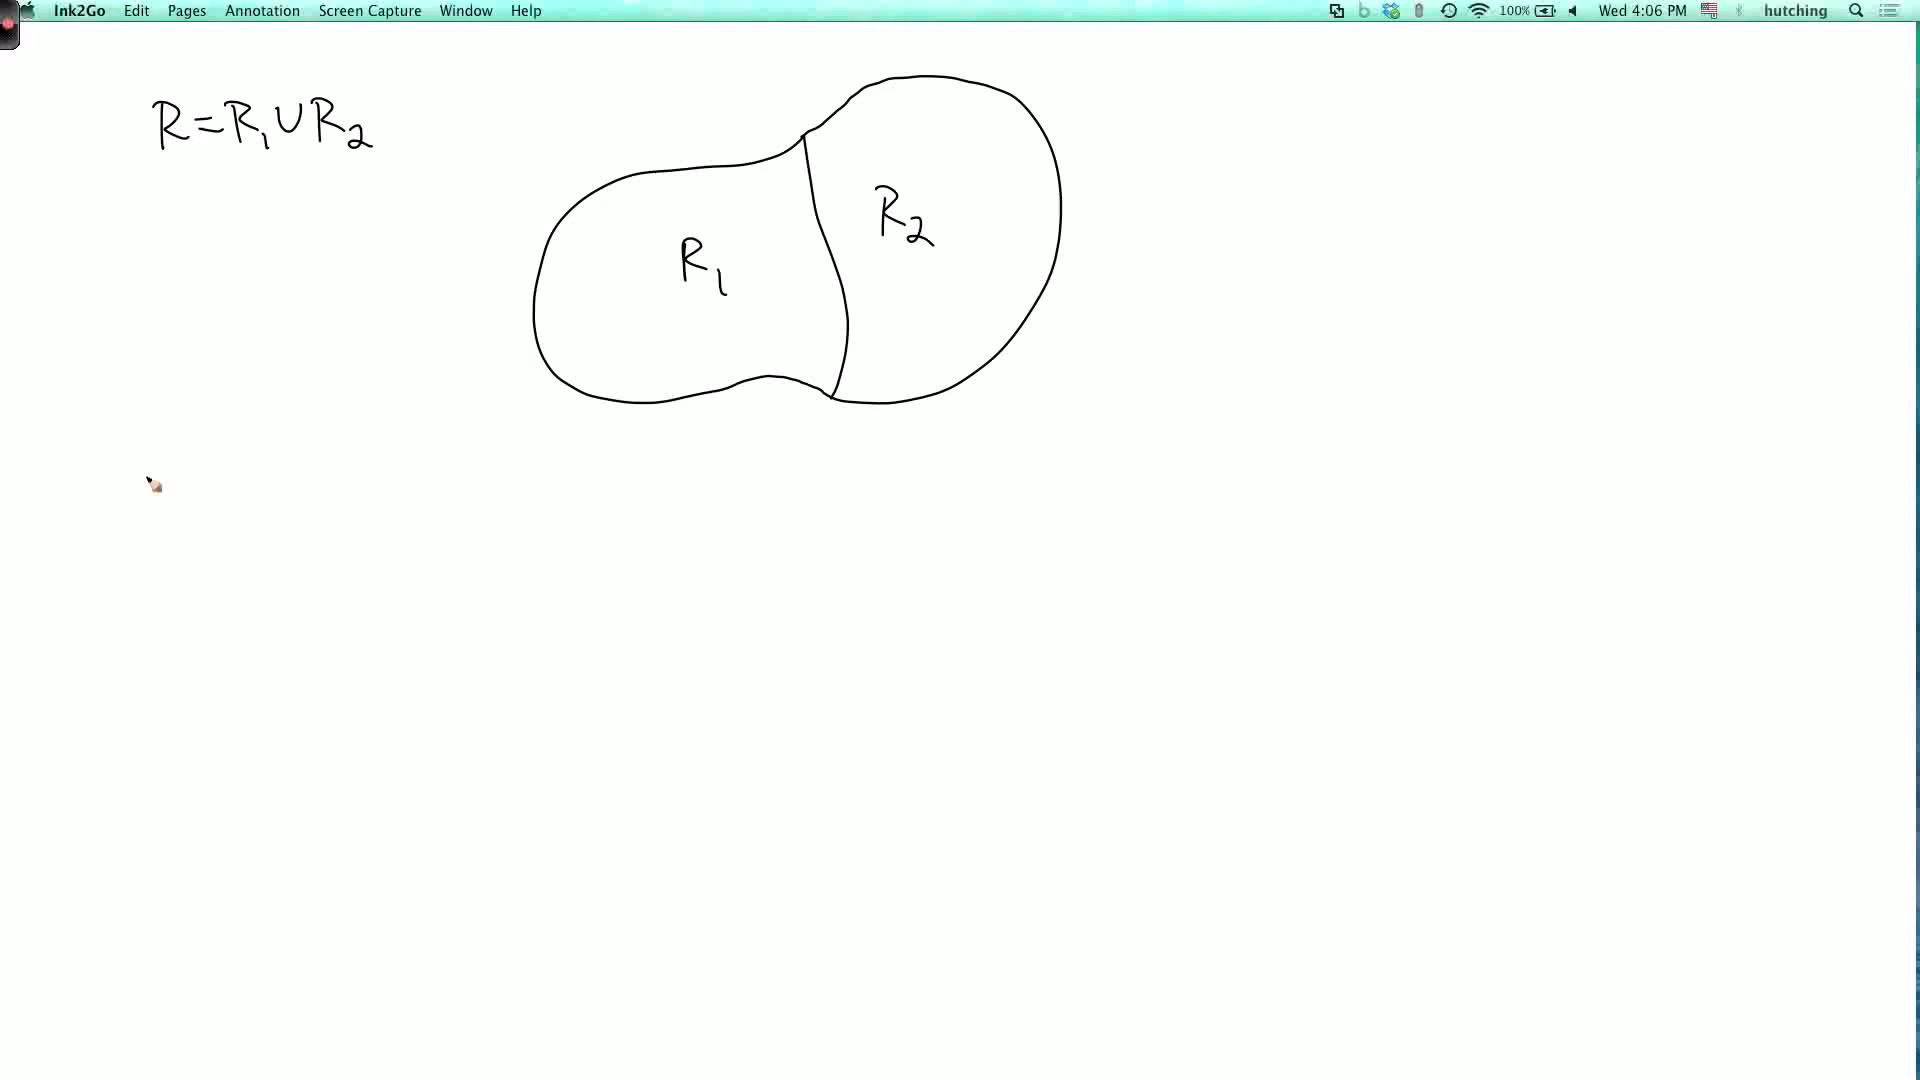 Ink2Go Edit Pages Annotation Screen Capture Window Help 100% Wed 4:06 PM hutching
R=R₁∪R₂
R₂
R₁